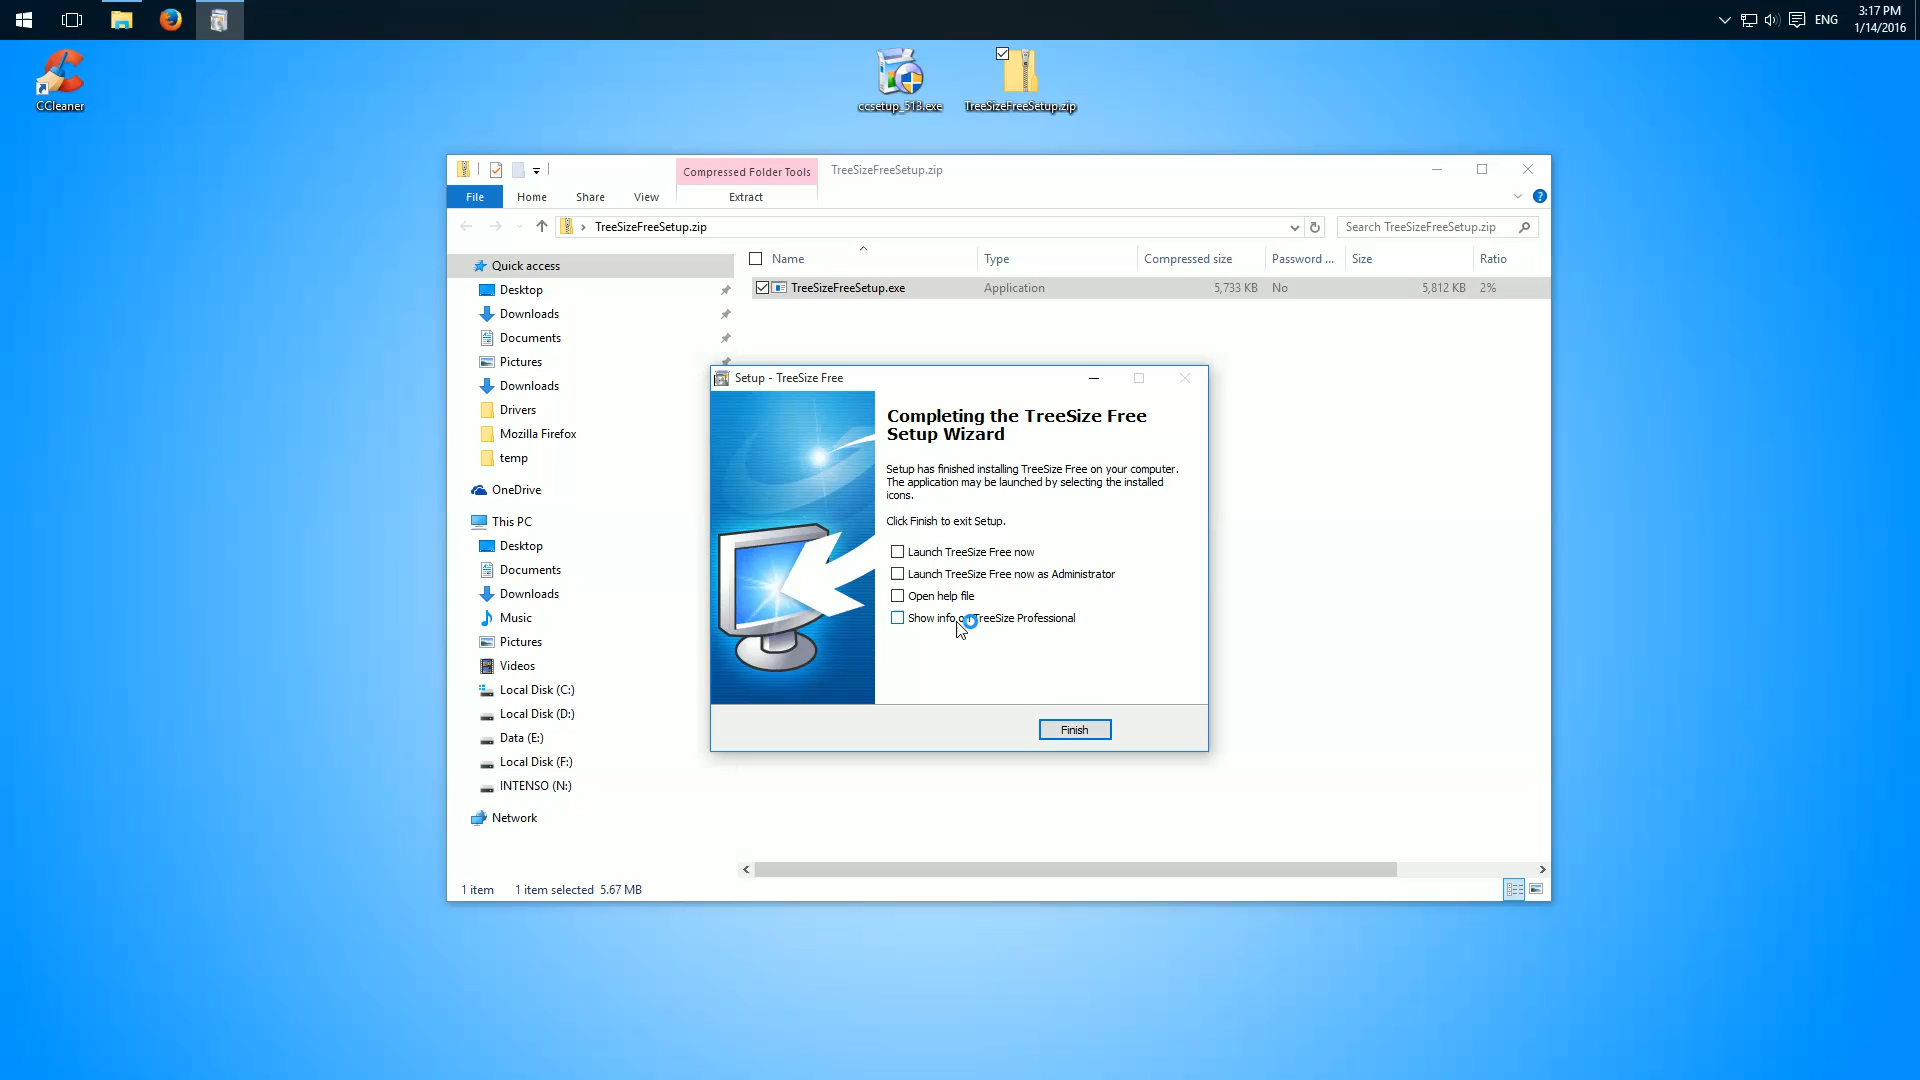 ENG
3:17 PM
1/14/2016
CCleaner
ccsetup_513.exe
TreeSizeFreeSetup.zip
Compressed Folder Tools
TreeSizeFreeSetup.zip
File
Home
Share
View
Extract
TreeSizeFreeSetup.zip
Search TreeSizeFreeSetup.zip
Name
Type
Compressed size
Password ...
Size
Ratio
TreeSizeFreeSetup.exe
Application
5,733 KB
No
5,812 KB
2%
Quick access
Desktop
Downloads
Documents
Pictures
Downloads
Drivers
Mozilla Firefox
temp
OneDrive
This PC
Desktop
Documents
Downloads
Music
Pictures
Videos
Local Disk (C:)
Local Disk (D:)
Data (E:)
Local Disk (F:)
INTENSO (N:)
Network
Setup - TreeSize Free
Completing the TreeSize Free
Setup Wizard
Setup has finished installing TreeSize Free on your computer.
The application may be launched by selecting the installed
icons.
Click Finish to exit Setup.
Launch TreeSize Free now
Launch TreeSize Free now as Administrator
Open help file
Show info TreeSize Professional
Finish
1 item
1 item selected 5.67 MB